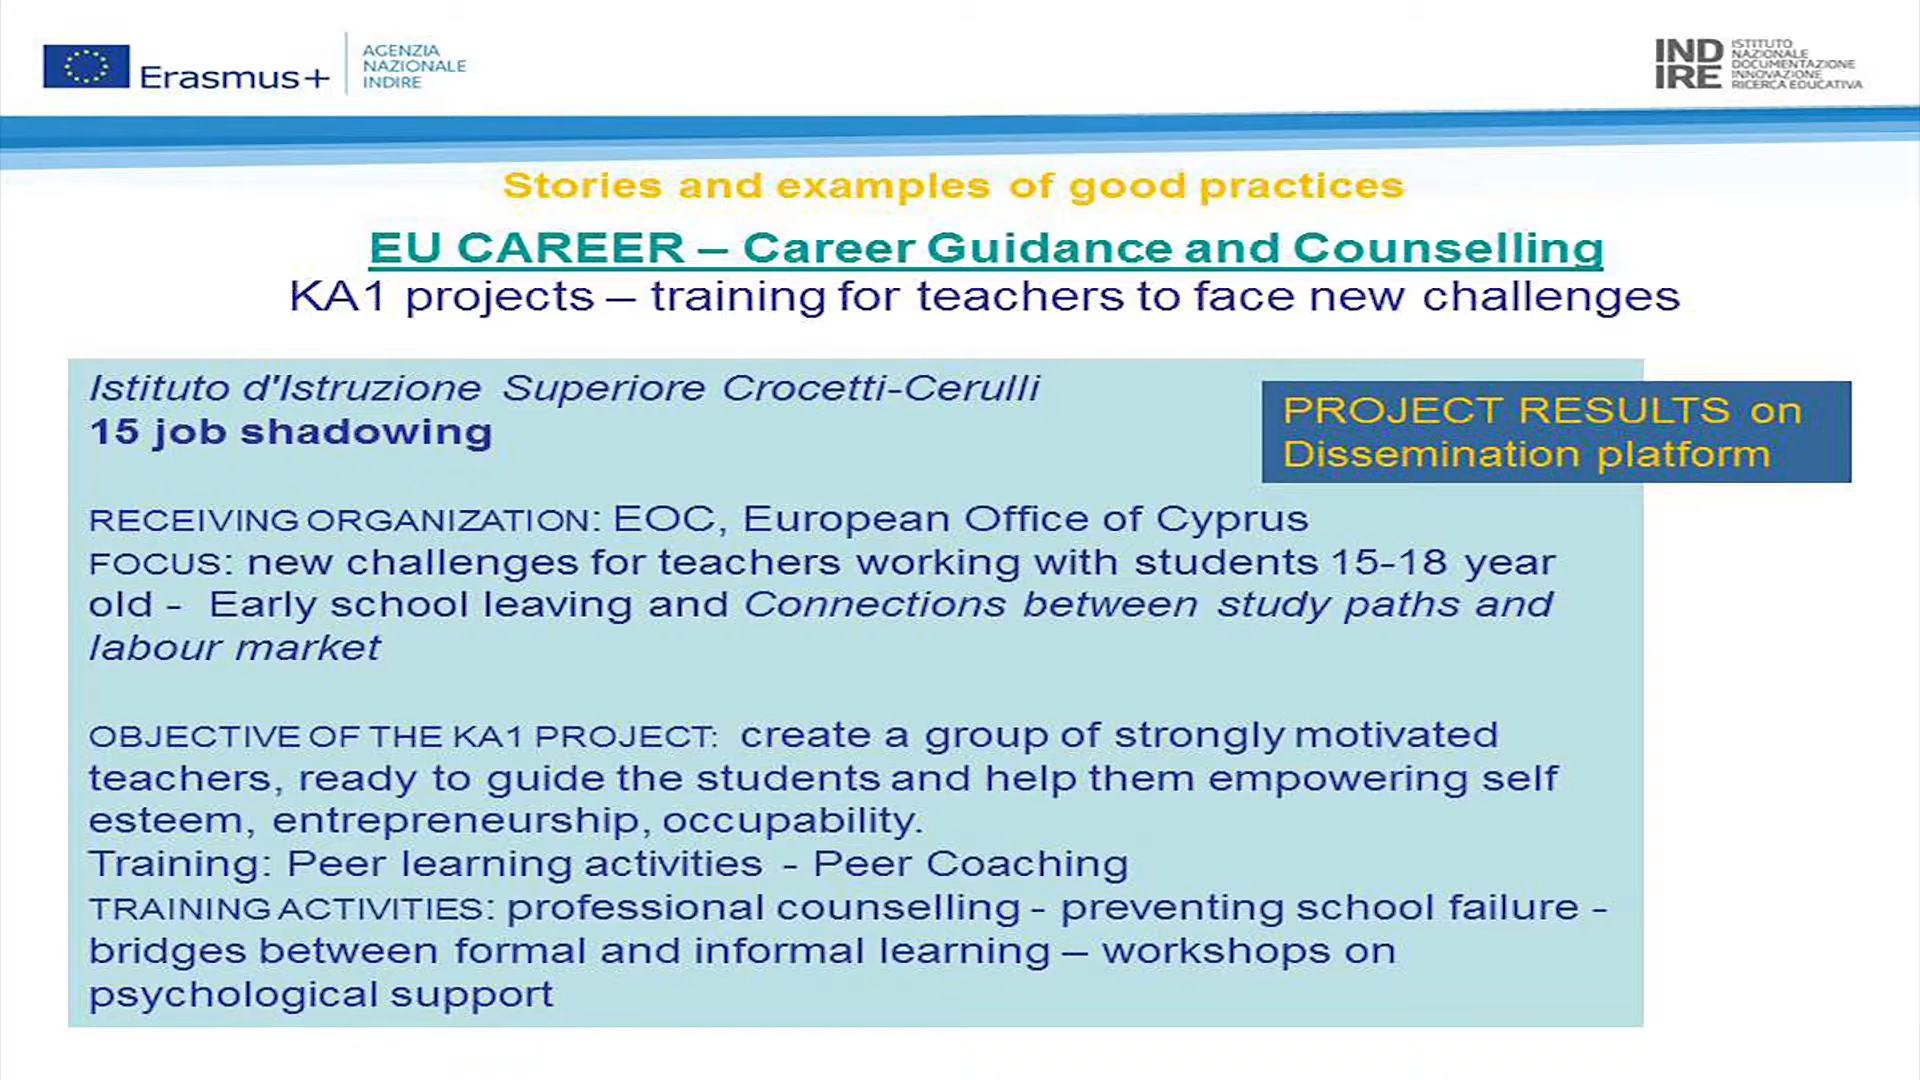 Erasmus+
AGENZIA
NAZIONALE
INDIRE
IND
IRE
ISTITUTO
NAZIONALE
DOCUMENTAZIONE
INNOVAZIONE
RICERCA EDUCATIVA
Stories and examples of good practices
EU CAREER – Career Guidance and Counselling
KA1 projects – training for teachers to face new challenges
Istituto d'Istruzione Superiore Crocetti-Cerulli
15 job shadowing
PROJECT RESULTS on
Dissemination platform
RECEIVING ORGANIZATION: EOC, European Office of Cyprus
FOCUS: new challenges for teachers working with students 15-18 year
old - Early school leaving and Connections between study paths and
labour market
OBJECTIVE OF THE KA1 PROJECT: create a group of strongly motivated
teachers, ready to guide the students and help them empowering self
esteem, entrepreneurship, occupability.
Training: Peer learning activities - Peer Coaching
TRAINING ACTIVITIES: professional counselling - preventing school failure -
bridges between formal and informal learning – workshops on
psychological support